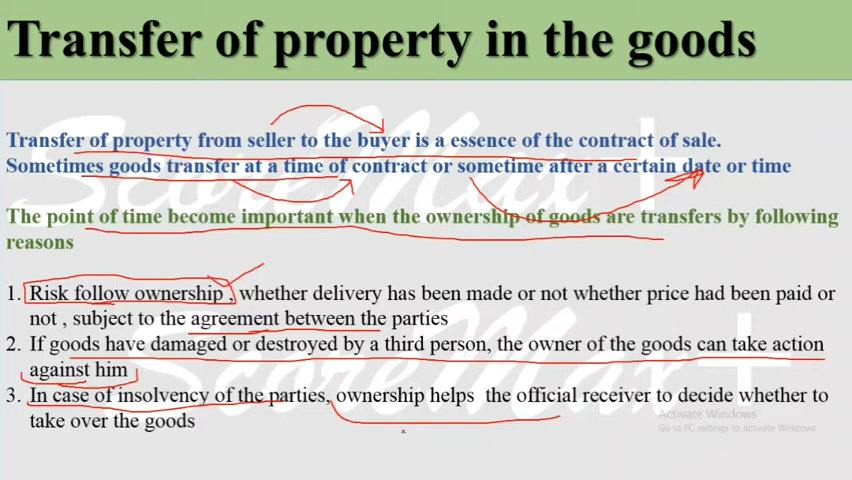 Transfer of property in the goods
Transfer of property from seller to the buyer is a essence of the contract of sale.
Sometimes goods transfer at a time of contract or sometime after a certain date or time
The point of time become important when the ownership of goods are transfers by following
reasons
1. Risk follow ownership , whether delivery has been made or not whether price had been paid or
not , subject to the agreement between the parties
2. If goods have damaged or destroyed by a third person, the owner of the goods can take action
against him
3. In case of insolvency of the parties, ownership helps the official receiver to decide whether to
take over the goods
ScoreMax+
ScoreMax+
Activate Windows
Go to PC settings to activate Windows.